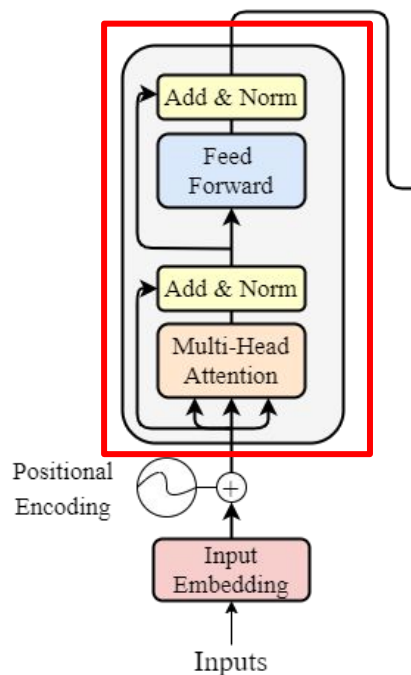 Add & Norm
Feed
Forward
Add & Norm
Multi-Head
Attention
Positional
Encoding
Input
Embedding
Inputs